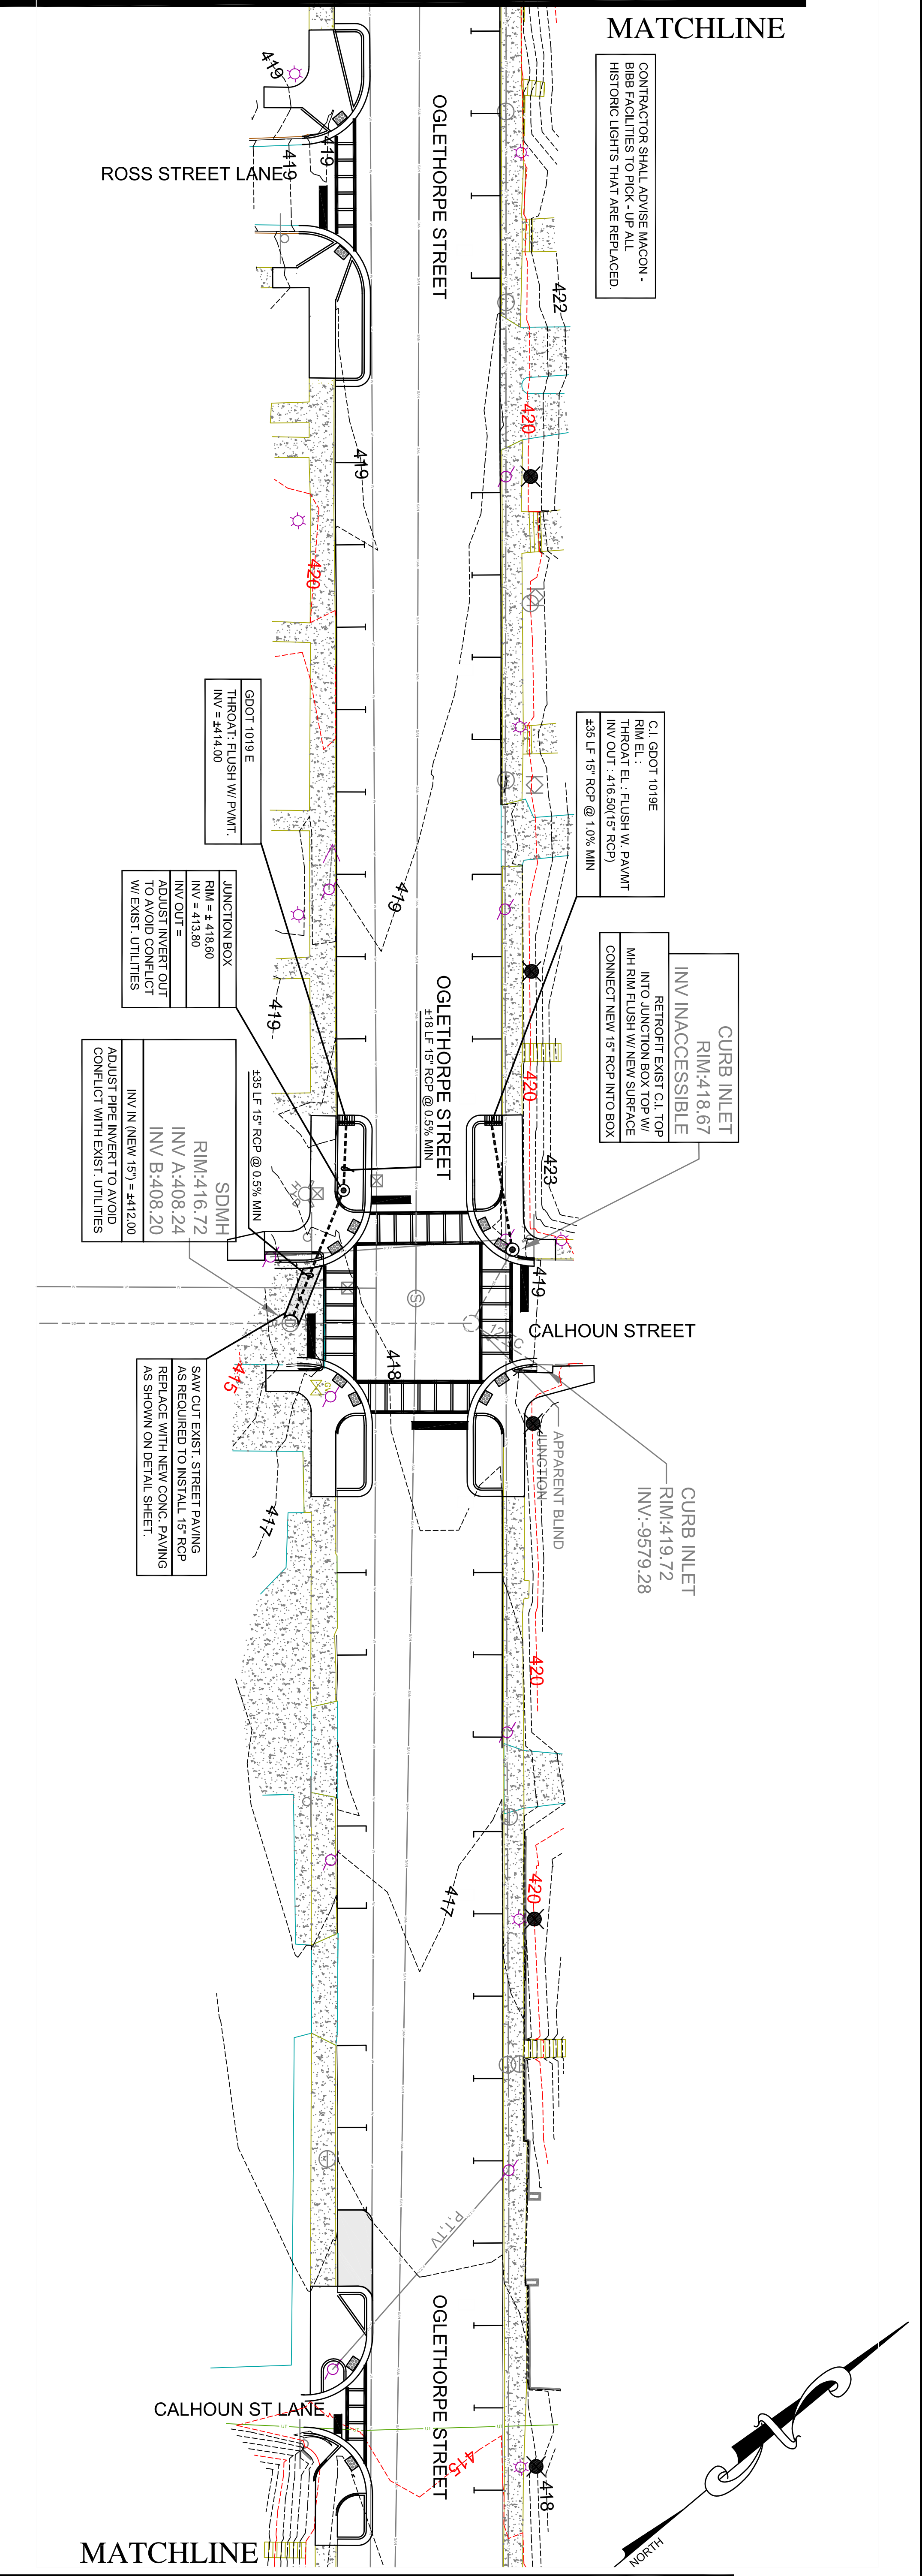 MATCHLINE
CONTRACTOR SHALL ADVISE MACON -
BIBB FACILITIES TO PICK - UP ALL
HISTORIC LIGHTS THAT ARE REPLACED.
OGLETHORPE STREET
ROSS STREET LANE
419
419
419
422
420
419
420
GDOT 1019 E
THROAT: FLUSH W/ PVMT.
INV = ±414.00
C.I. GDOT 1019E
RIM EL :
THROAT EL : FLUSH W. PAVMT
INV OUT : 416.50(15" RCP)
±35 LF 15" RCP @ 1.0% MIN
JUNCTION BOX
RIM = ± 418.60
INV = 413.80
INV OUT =
ADJUST INVERT OUT
TO AVOID CONFLICT
W/ EXIST. UTILITIES
419
419
CURB INLET
RIM:418.67
INV INACCESSIBLE
RETROFIT EXIST C.I. TOP
INTO JUNCTION BOX TOP W/
MH RIM FLUSH W/ NEW SURFACE
CONNECT NEW 15" RCP INTO BOX
OGLETHORPE STREET
±18 LF 15" RCP @ 0.5% MIN
420
423
±35 LF 15" RCP @ 0.5% MIN
SDMH
RIM:416.72
INV A:408.24
INV B:408.20
INV IN (NEW 15") = ±412.00
ADJUST PIPE INVERT TO AVOID
CONFLICT WITH EXIST. UTILITIES
419
CALHOUN STREET
S
D
418
415
SAW CUT EXIST. STREET PAVING
AS REQUIRED TO INSTALL 15" RCP
REPLACE WITH NEW CONC. PAVING
AS SHOWN ON DETAIL SHEET.
APPARENT BLIND
JUNCTION
CURB INLET
RIM:419.72
INV:-9579.28
417
420
417
420
P.T.TV
OGLETHORPE STREET
CALHOUN ST LANE
UT
UT
415
418
MATCHLINE
NORTH